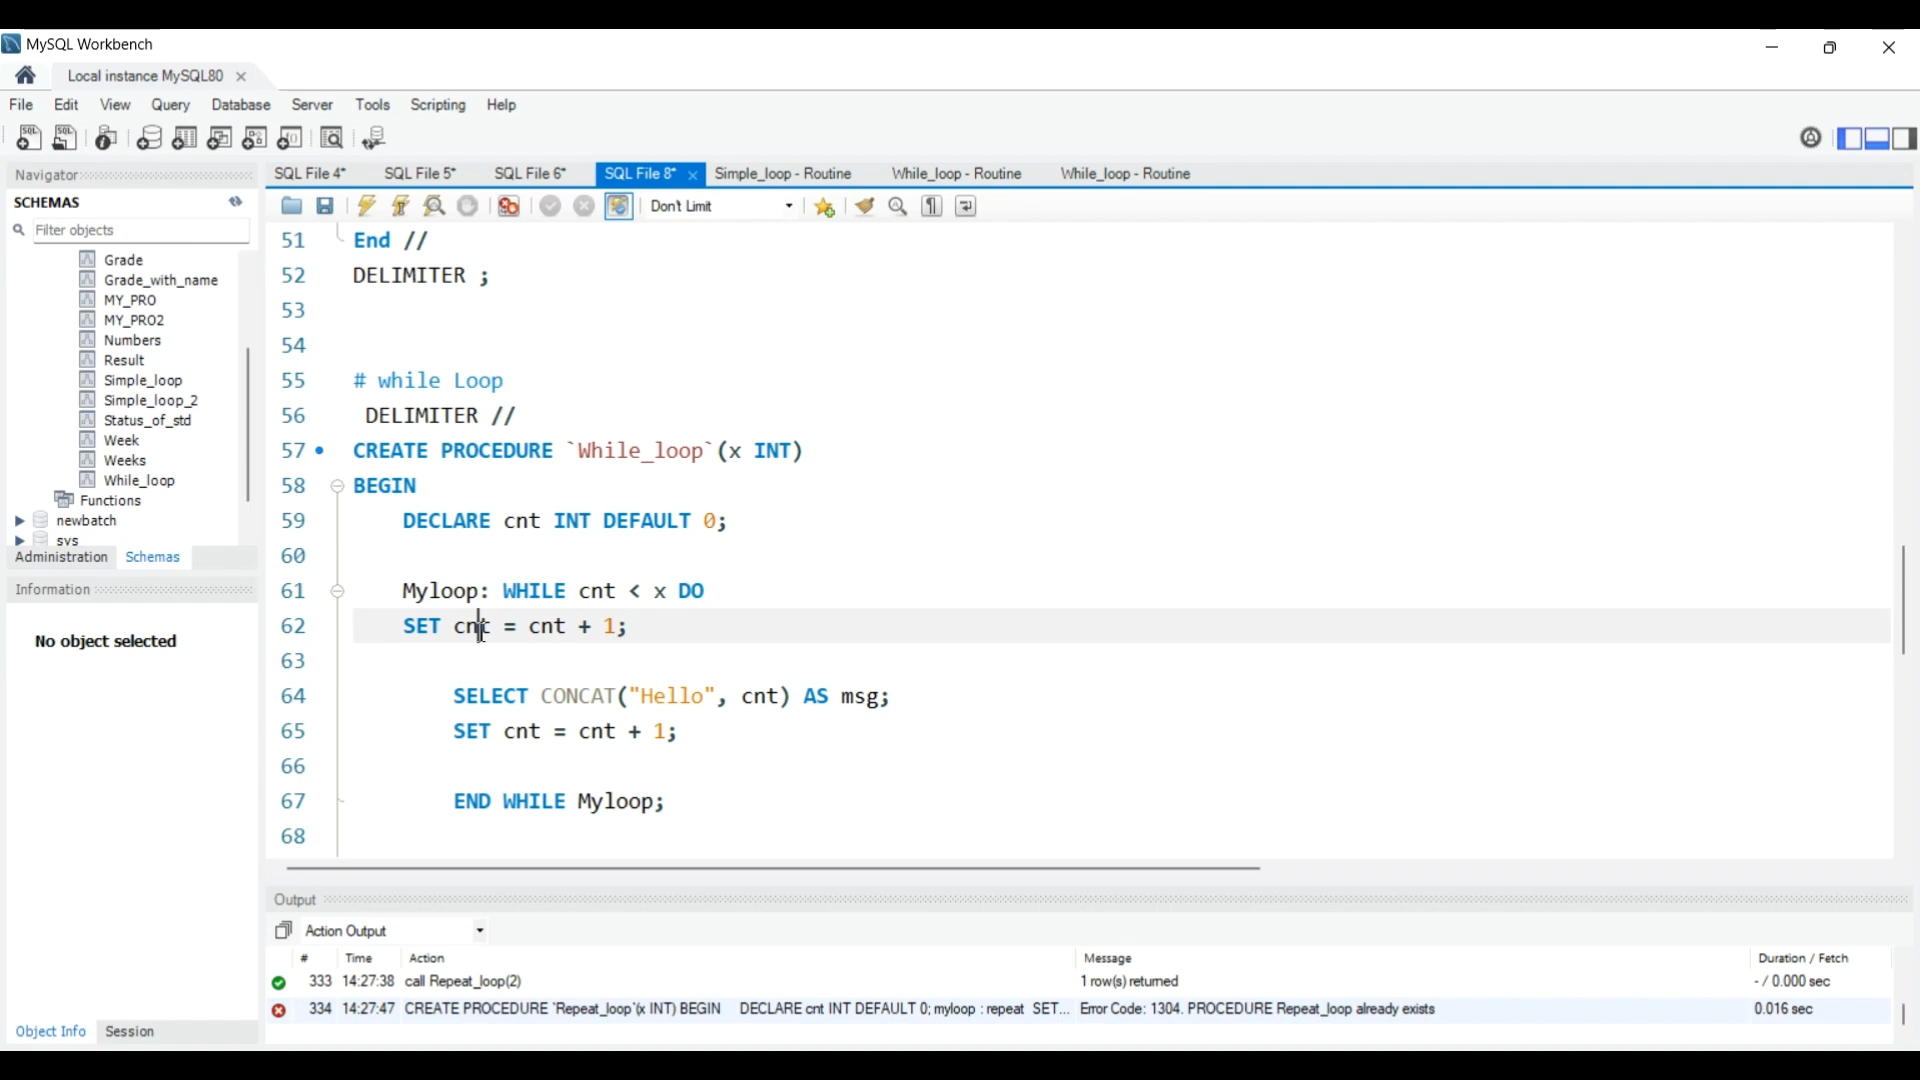 MySQL Workbench
Local instance MySQL80
File Edit View Query Database Server Tools Scripting Help
Navigator
SCHEMAS
Filter objects
Grade
Grade_with_name
MY_PRO
MY_PRO2
Numbers
Result
Simple_loop
Simple_loop_2
Status_of_std
Week
Weeks
While_loop
Functions
newbatch
sys
Administration Schemas
Information
No object selected
Object Info Session
SQL File 4* SQL File 5* SQL File 6* SQL File 8* Simple_loop - Routine While_loop - Routine While_loop - Routine
Don't Limit
51 End //
52 DELIMITER ;
53
54
55 # while Loop
56 DELIMITER //
57 CREATE PROCEDURE `While_loop`(x INT)
58 BEGIN
59 DECLARE cnt INT DEFAULT 0;
60
61 Myloop: WHILE cnt < x DO
62 SET cnt = cnt + 1;
63
64 SELECT CONCAT("Hello", cnt) AS msg;
65 SET cnt = cnt + 1;
66
67 END WHILE Myloop;
68
Output
Action Output
# Time Action Message Duration / Fetch
333 14:27:38 call Repeat_loop(2) 1 row(s) returned - / 0.000 sec
334 14:27:47 CREATE PROCEDURE `Repeat_loop`(x INT) BEGIN DECLARE cnt INT DEFAULT 0; myloop : repeat SET... Error Code: 1304. PROCEDURE Repeat_loop already exists 0.016 sec